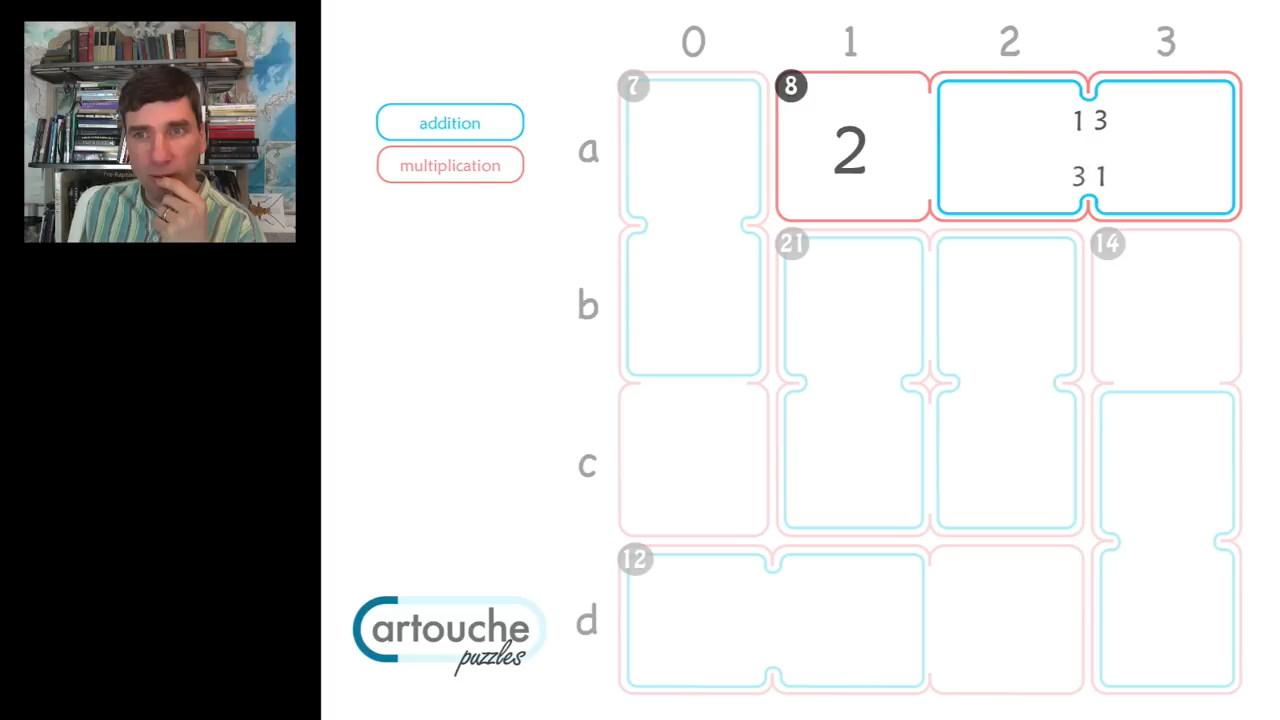 0 1 2 3
7 8
addition
multiplication
a 2 1 3
3 1
21 14
b
c
12
artouche
puzzles
d